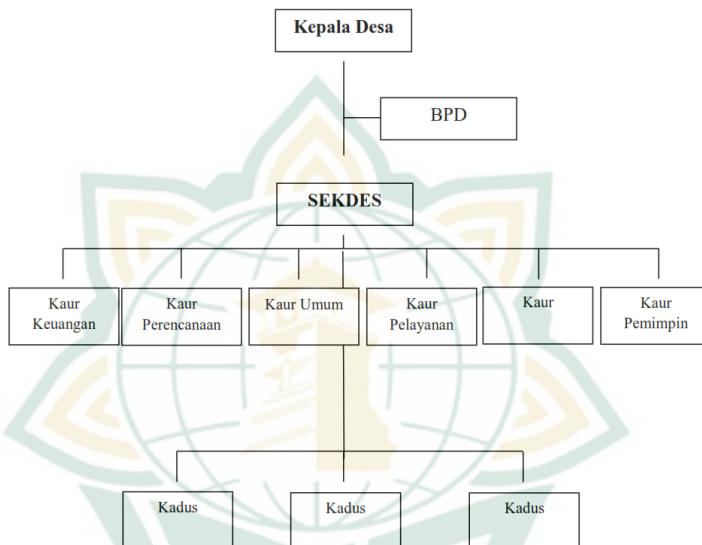 Kepala Desa
BPD
SEKDES
Kaur
Keuangan
Kaur
Perencanaan
Kaur Umum
Kaur
Pelayanan
Kaur
Kaur
Pemimpin
Kadus
Kadus
Kadus